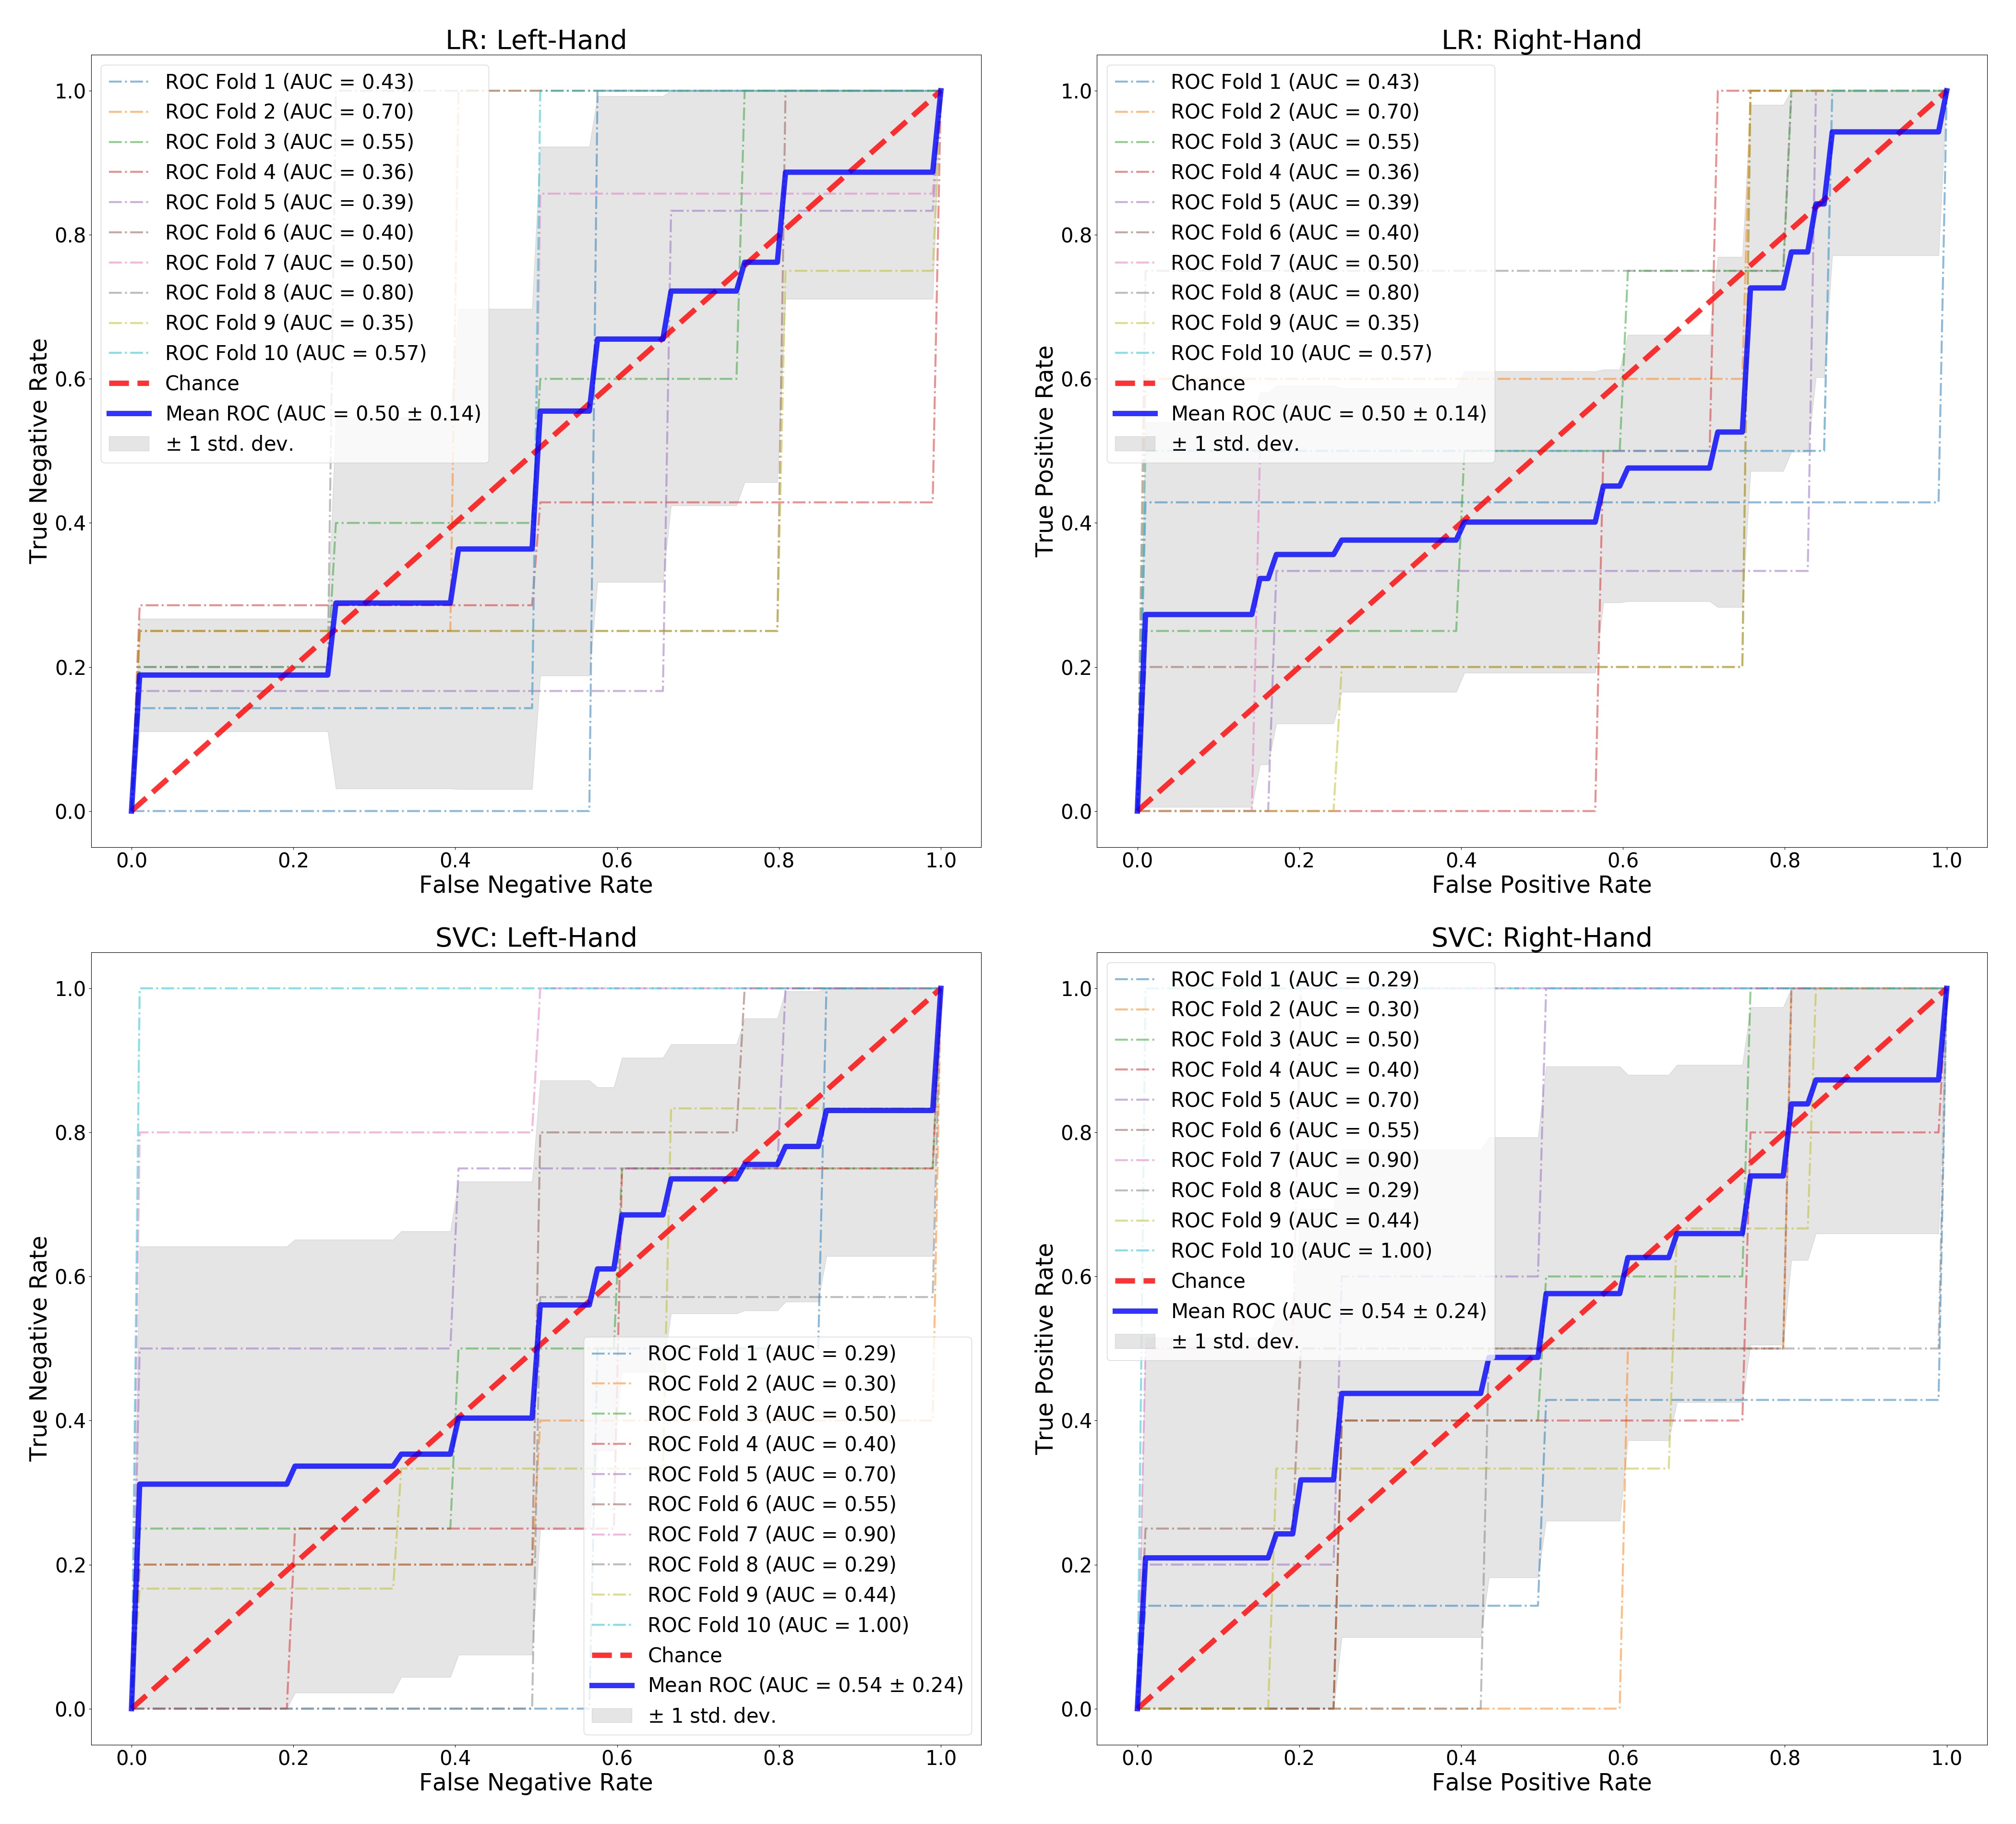 LR: Left-Hand
ROC Fold 1 (AUC = 0.43)
ROC Fold 2 (AUC = 0.70)
ROC Fold 3 (AUC = 0.55)
ROC Fold 4 (AUC = 0.36)
ROC Fold 5 (AUC = 0.39)
ROC Fold 6 (AUC = 0.40)
ROC Fold 7 (AUC = 0.50)
ROC Fold 8 (AUC = 0.80)
ROC Fold 9 (AUC = 0.35)
ROC Fold 10 (AUC = 0.57)
Chance
Mean ROC (AUC = 0.50 ± 0.14)
± 1 std. dev.
True Negative Rate
1.0
0.8
0.6
0.4
0.2
0.0
0.0 0.2 0.4 0.6 0.8 1.0
False Negative Rate
LR: Right-Hand
ROC Fold 1 (AUC = 0.43)
ROC Fold 2 (AUC = 0.70)
ROC Fold 3 (AUC = 0.55)
ROC Fold 4 (AUC = 0.36)
ROC Fold 5 (AUC = 0.39)
ROC Fold 6 (AUC = 0.40)
ROC Fold 7 (AUC = 0.50)
ROC Fold 8 (AUC = 0.80)
ROC Fold 9 (AUC = 0.35)
ROC Fold 10 (AUC = 0.57)
Chance
Mean ROC (AUC = 0.50 ± 0.14)
± 1 std. dev.
True Positive Rate
1.0
0.8
0.6
0.4
0.2
0.0
0.0 0.2 0.4 0.6 0.8 1.0
False Positive Rate
SVC: Left-Hand
True Negative Rate
1.0
0.8
0.6
0.4
0.2
0.0
ROC Fold 1 (AUC = 0.29)
ROC Fold 2 (AUC = 0.30)
ROC Fold 3 (AUC = 0.50)
ROC Fold 4 (AUC = 0.40)
ROC Fold 5 (AUC = 0.70)
ROC Fold 6 (AUC = 0.55)
ROC Fold 7 (AUC = 0.90)
ROC Fold 8 (AUC = 0.29)
ROC Fold 9 (AUC = 0.44)
ROC Fold 10 (AUC = 1.00)
Chance
Mean ROC (AUC = 0.54 ± 0.24)
± 1 std. dev.
0.0 0.2 0.4 0.6 0.8 1.0
False Negative Rate
SVC: Right-Hand
ROC Fold 1 (AUC = 0.29)
ROC Fold 2 (AUC = 0.30)
ROC Fold 3 (AUC = 0.50)
ROC Fold 4 (AUC = 0.40)
ROC Fold 5 (AUC = 0.70)
ROC Fold 6 (AUC = 0.55)
ROC Fold 7 (AUC = 0.90)
ROC Fold 8 (AUC = 0.29)
ROC Fold 9 (AUC = 0.44)
ROC Fold 10 (AUC = 1.00)
Chance
Mean ROC (AUC = 0.54 ± 0.24)
± 1 std. dev.
True Positive Rate
1.0
0.8
0.6
0.4
0.2
0.0
0.0 0.2 0.4 0.6 0.8 1.0
False Positive Rate